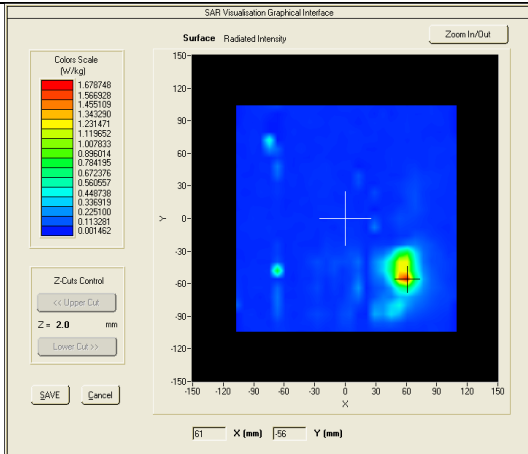 SAR Visualisation Graphical Interface
Surface Radiated Intensity
Zoom In/Out
Colors Scale
(W/kg)
1.678748
1.566928
1.455109
1.343290
1.231471
1.119652
1.007833
0.896014
0.784195
0.672376
0.560557
0.448738
0.336919
0.225100
0.113281
0.001462
Z-Cuts Control
<< Upper Cut
Z = 2.0 mm
Lower Cut >>
SAVE Cancel
150-
120-
90-
60-
30-
Y 0-
-30-
-60-
-90-
-120-
-150-
-150 -120 -90 -60 -30 0 30 60 90 120 150
X
61 X (mm) -56 Y (mm)